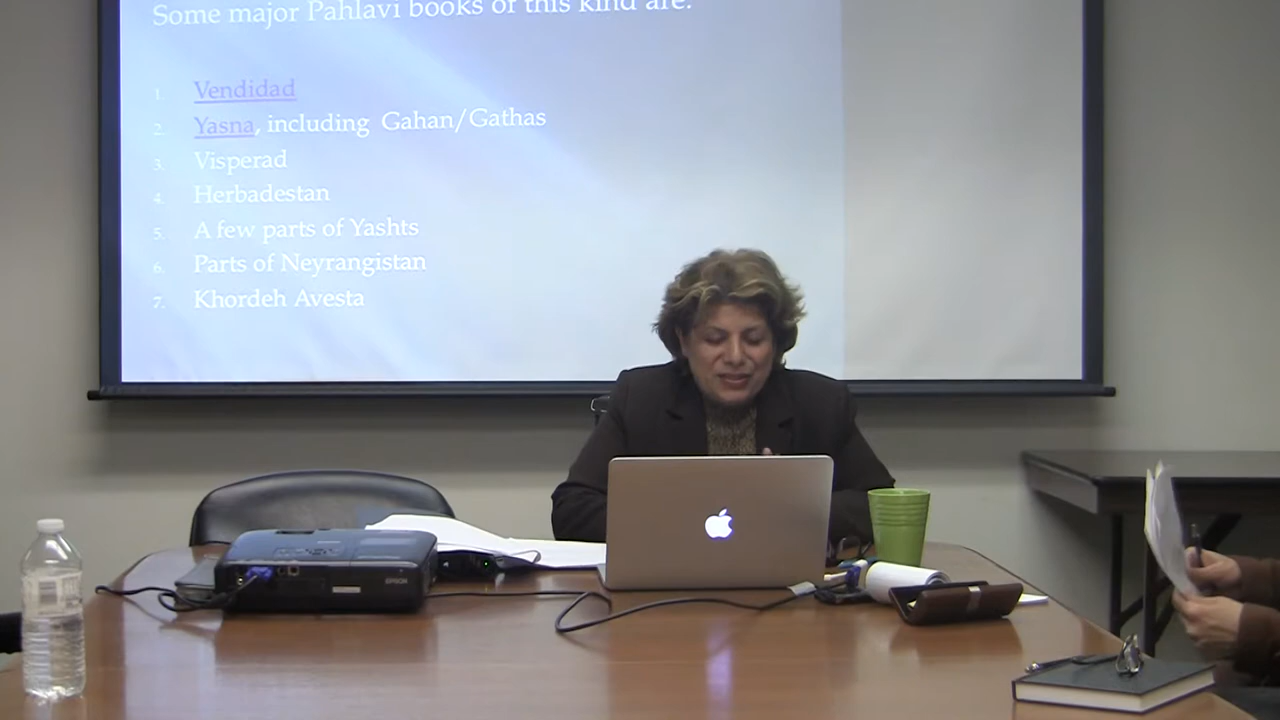 Some major Pahlavi books of this kind are:
1. Vendidad
2. Yasna, including Gahan/Gathas
3. Visperad
4. Herbadestan
5. A few parts of Yashts
6. Parts of Neyrangistan
7. Khordeh Avesta
EPSON